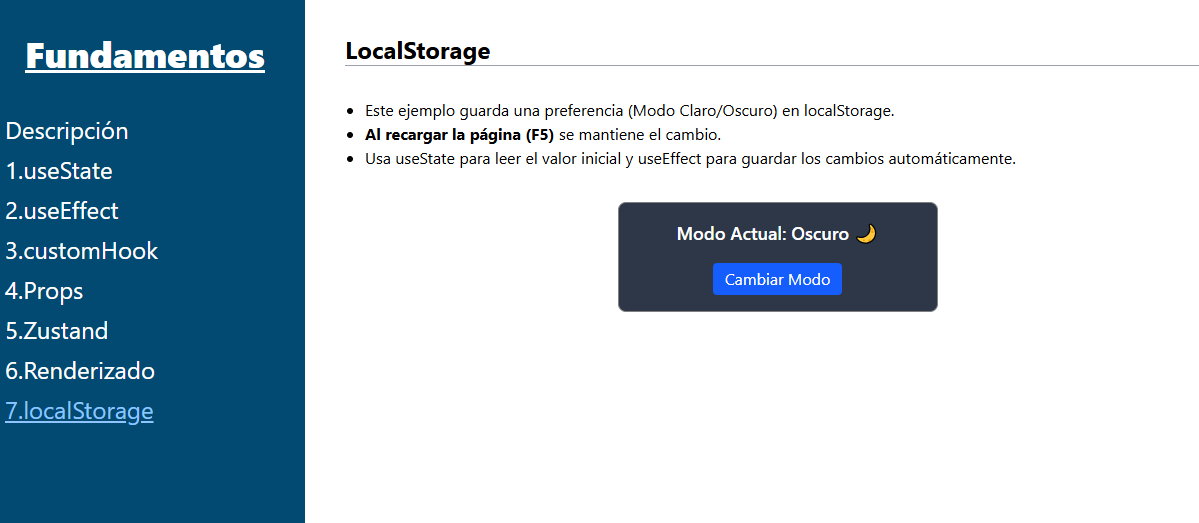 Fundamentos
Descripción
1.useState
2.useEffect
3.customHook
4.Props
5.Zustand
6.Renderizado
7.localStorage
LocalStorage
Este ejemplo guarda una preferencia (Modo Claro/Oscuro) en localStorage.
Al recargar la página (F5) se mantiene el cambio.
Usa useState para leer el valor inicial y useEffect para guardar los cambios automáticamente.
Modo Actual: Oscuro 🌙
Cambiar Modo